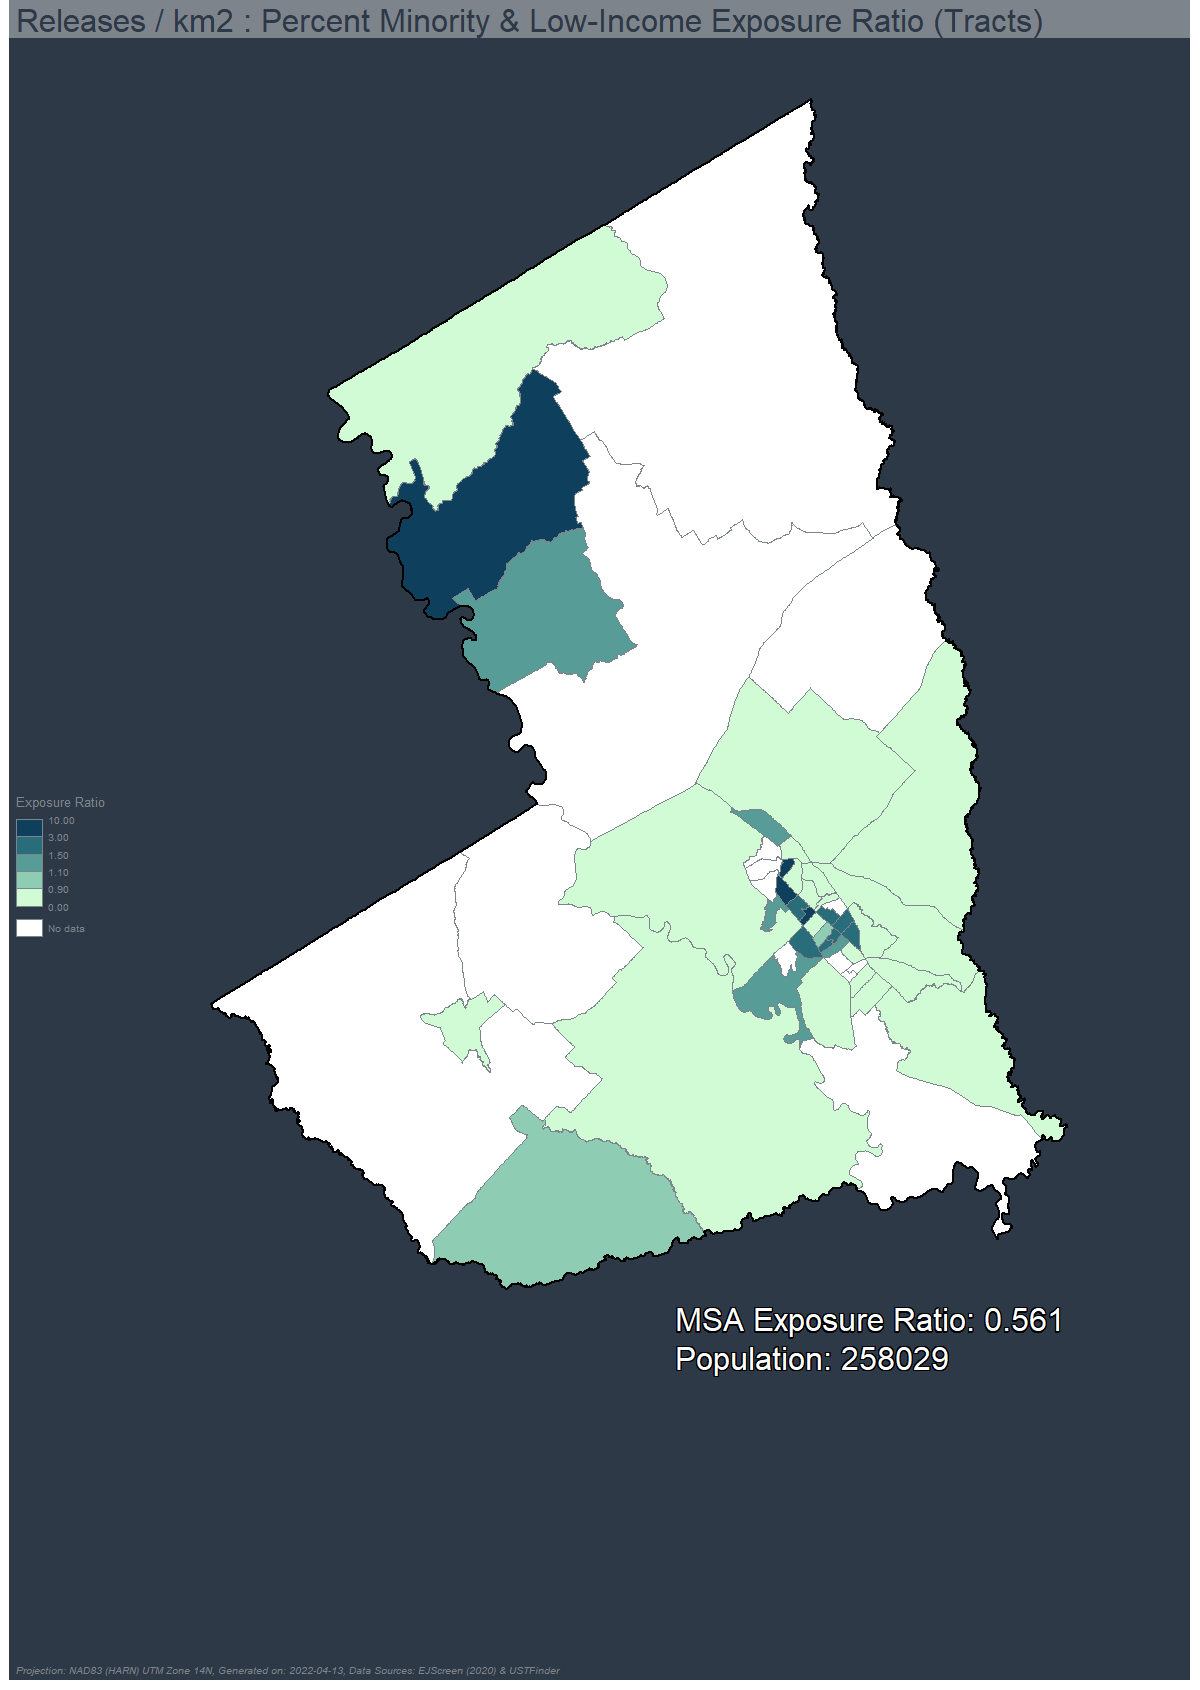 Releases / km2 : Percent Minority & Low-Income Exposure Ratio (Tracts)
Exposure Ratio
10.00
3.00
1.50
1.10
0.90
0.00
No data
MSA Exposure Ratio: 0.561
Population: 258029
Projection: NAD83 (HARN) UTM Zone 14N, Generated on: 2022-04-13, Data Sources: EJScreen (2020) & USTFinder